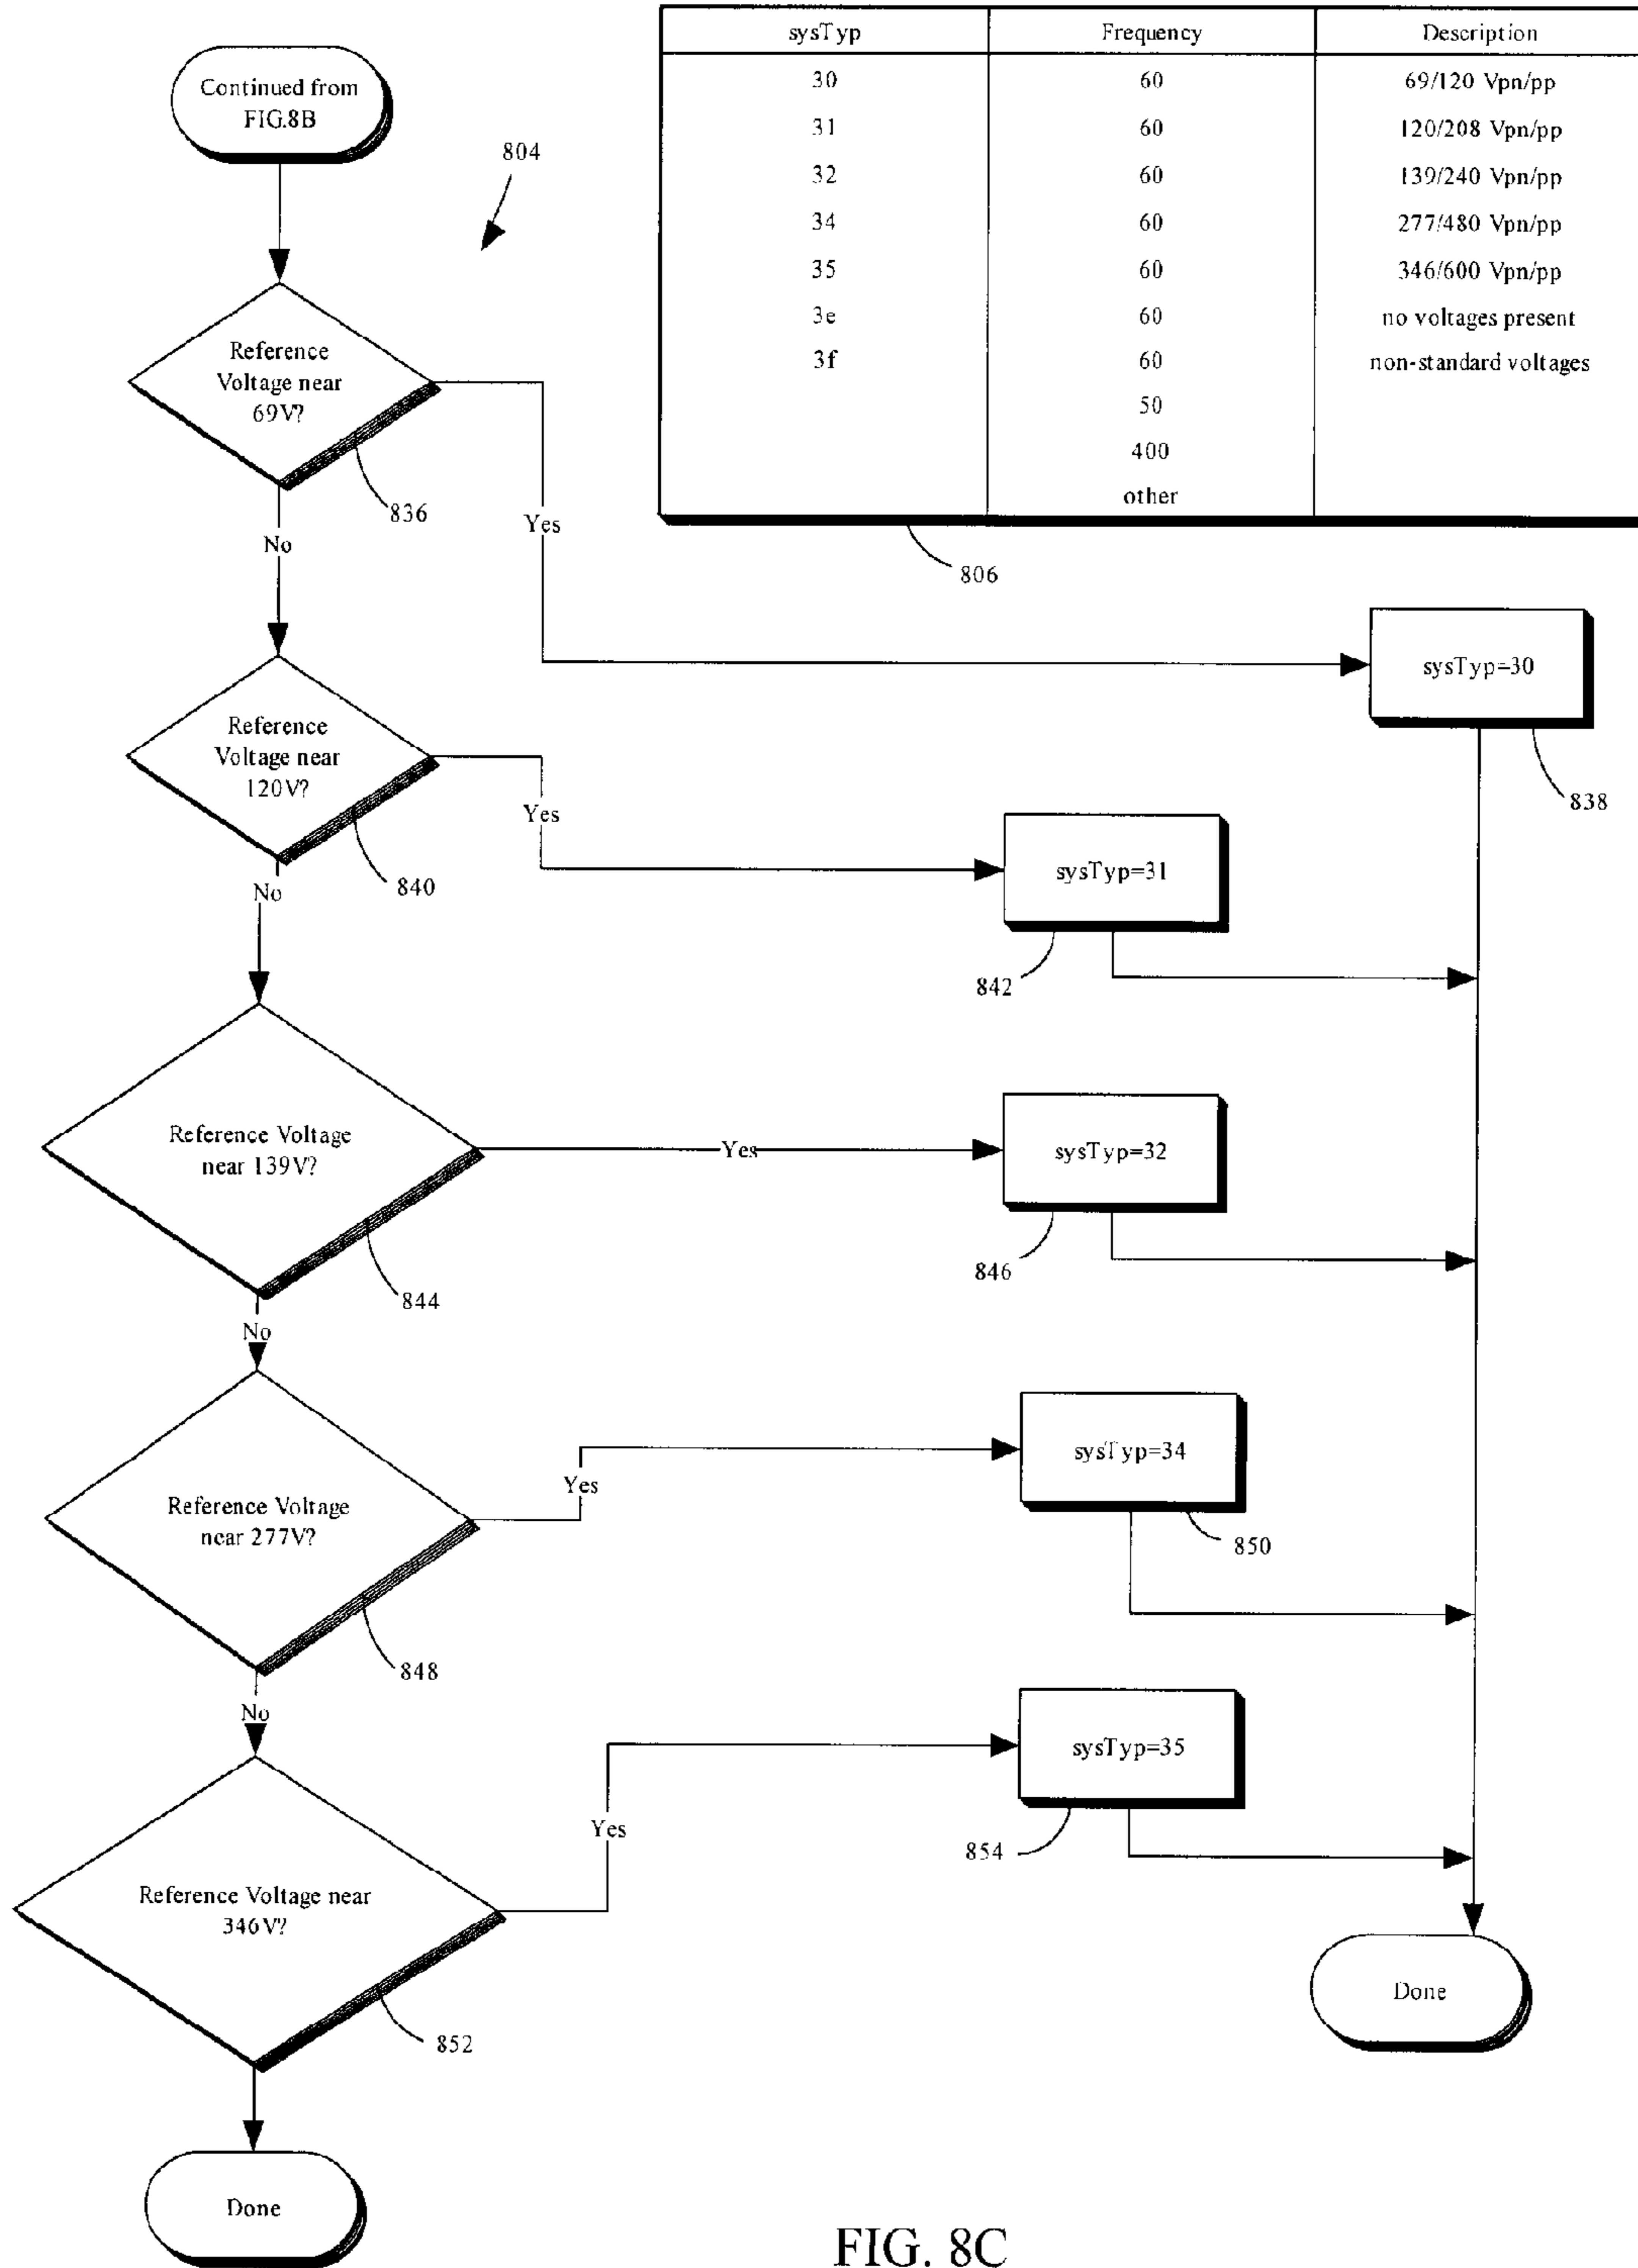 sysTyp Frequency Description
30 60 69/120 Vpn/pp
31 60 120/208 Vpn/pp
32 60 139/240 Vpn/pp
34 60 277/480 Vpn/pp
35 60 346/600 Vpn/pp
3e 60 no voltages present
3f 60 non-standard voltages
50
400
other
806
Continued from
FIG.8B
804
Reference
Voltage near
69V?
836
Yes
No
sysTyp=30
838
Reference
Voltage near
120V?
840
Yes
No
sysTyp=31
842
Reference Voltage
near 139V?
844
Yes
No
sysTyp=32
846
Reference Voltage
near 277V?
848
Yes
No
sysTyp=34
850
Reference Voltage near
346V?
852
Yes
sysTyp=35
854
Done
Done
FIG. 8C